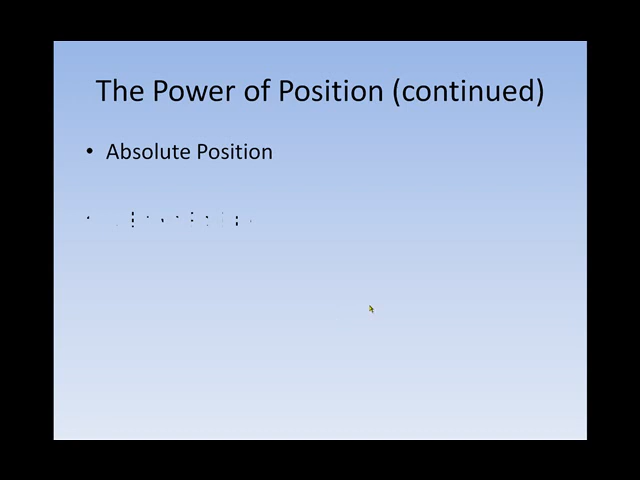 The Power of Position (continued)
• Absolute Position